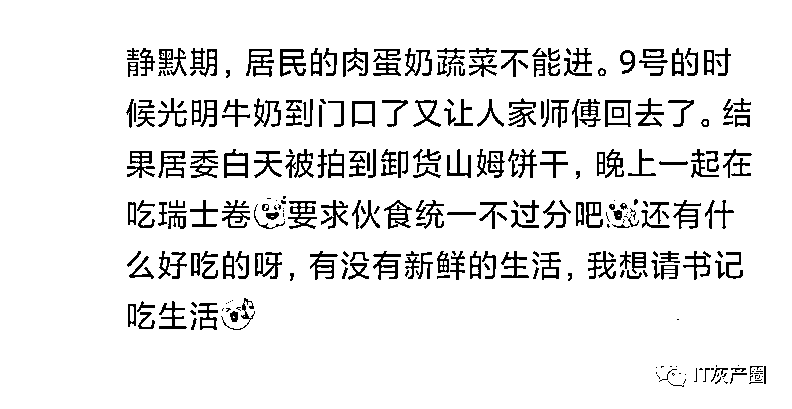 静默期，居民的肉蛋奶蔬菜不能进。9号的时
候光明牛奶到门口了又让人家师傅回去了。结
果居委白天被拍到卸货山姆饼干，晚上一起在
吃瑞士卷要求伙食统一不过分吧还有什
么好吃的呀，有没有新鲜的生活，我想请书记
吃生活
IT灰产圈